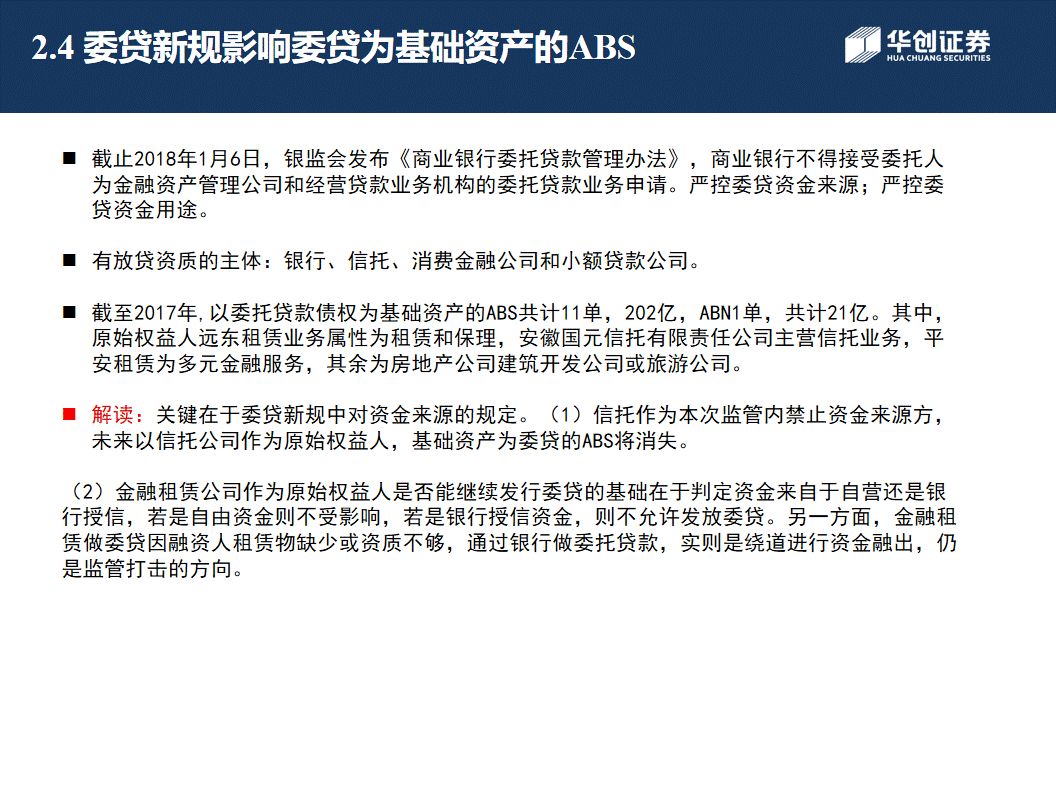 2.4 委贷新规影响委贷为基础资产的ABS
华创证券
HUA CHUANG SECURITIES
■ 截止2018年1月6日，银监会发布《商业银行委托贷款管理办法》，商业银行不得接受委托人
为金融资产管理公司和经营贷款业务机构的委托贷款业务申请。严控委贷资金来源；严控委
贷资金用途。
■ 有放贷资质的主体：银行、信托、消费金融公司和小额贷款公司。
■ 截至2017年,以委托贷款债权为基础资产的ABS共计11单，202亿，ABN1单，共计21亿。其中，
原始权益人远东租赁业务属性为租赁和保理，安徽国元信托有限责任公司主营信托业务，平
安租赁为多元金融服务，其余为房地产公司建筑开发公司或旅游公司。
■ 解读：关键在于委贷新规中对资金来源的规定。（1）信托作为本次监管内禁止资金来源方，
未来以信托公司作为原始权益人，基础资产为委贷的ABS将消失。
（2）金融租赁公司作为原始权益人是否能继续发行委贷的基础在于判定资金来自于自营还是银
行授信，若是自由资金则不受影响，若是银行授信资金，则不允许发放委贷。另一方面，金融租
赁做委贷因融资人租赁物缺少或资质不够，通过银行做委托贷款，实则是绕道进行资金融出，仍
是监管打击的方向。